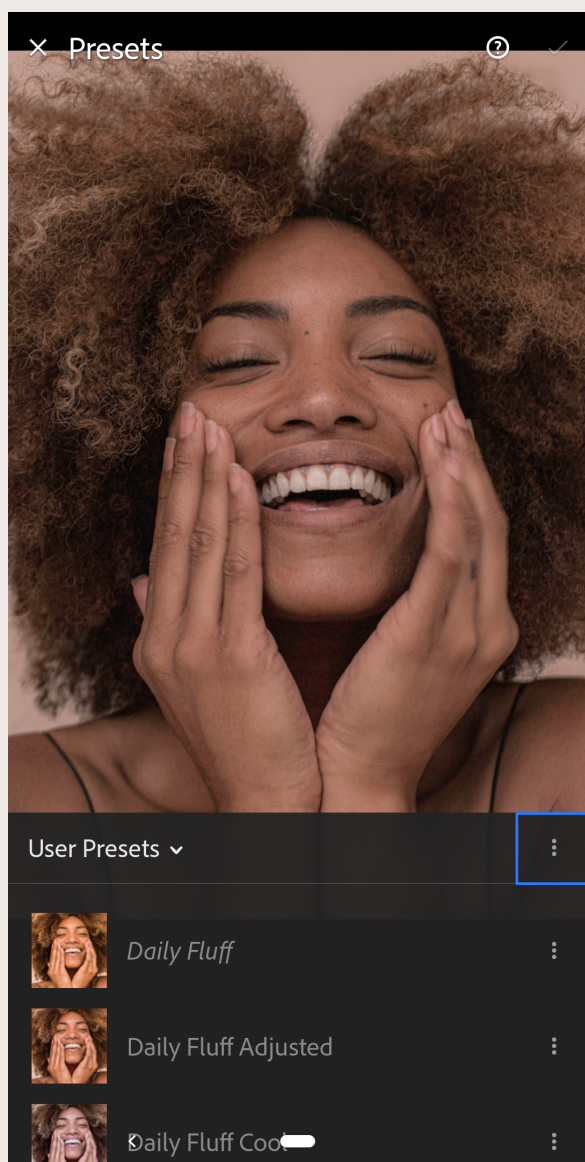 Presets
User Presets
Daily Fluff
Daily Fluff Adjusted
Daily Fluff Cool